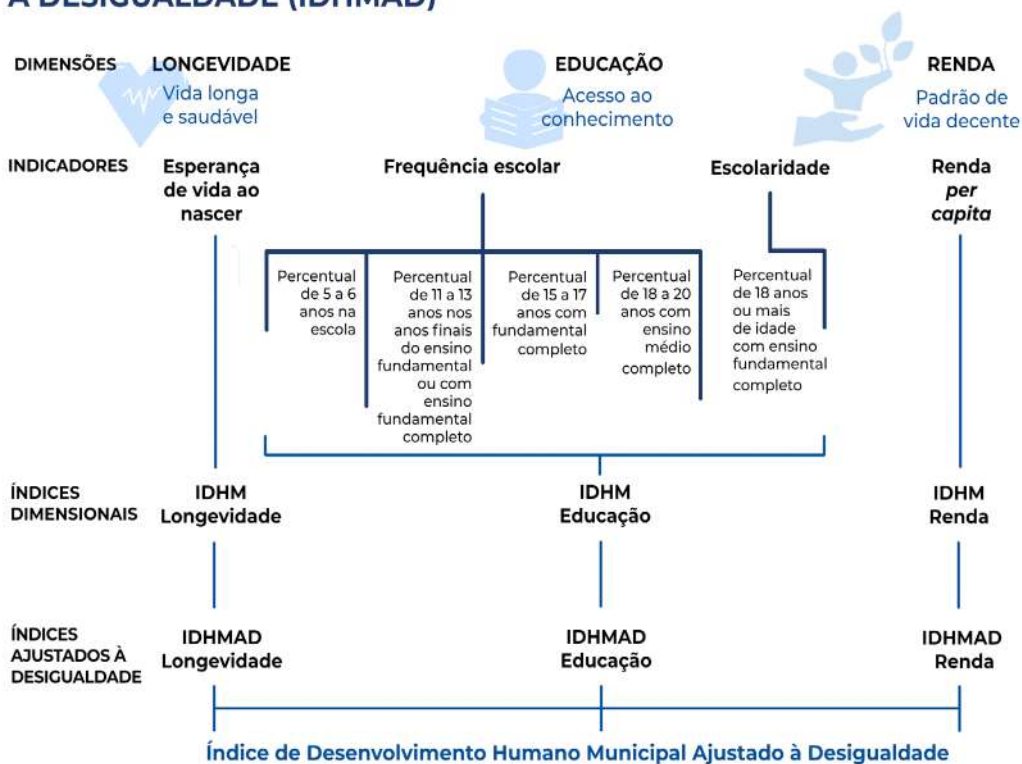 À DESIGUALDADE (IDHMAD)
DIMENSÕES
LONGEVIDADE
Vida longa
e saudável
EDUCAÇÃO
Acesso ao
conhecimento
RENDA
Padrão de
vida decente
INDICADORES
Esperança
de vida ao
nascer
Frequência escolar
Escolaridade
Renda
per
capita
Percentual
de 5 a 6
anos na
escola
Percentual
de 11 a 13
anos nos
anos finais
do ensino
fundamental
ou com
ensino
fundamental
completo
Percentual
de 15 a 17
anos com
fundamental
completo
Percentual
de 18 a 20
anos com
ensino
médio
completo
Percentual
de 18 anos
ou mais
de idade
com ensino
fundamental
completo
ÍNDICES
DIMENSIONAIS
IDHM
Longevidade
IDHM
Educação
IDHM
Renda
ÍNDICES
AJUSTADOS À
DESIGUALDADE
IDHMAD
Longevidade
IDHMAD
Educação
IDHMAD
Renda
Índice de Desenvolvimento Humano Municipal Ajustado à Desigualdade